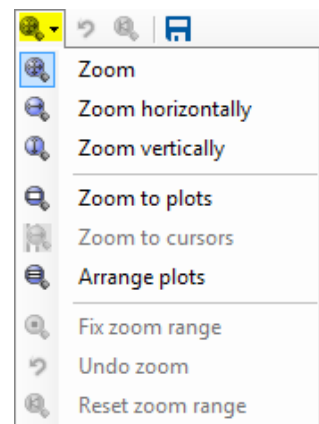 Zoom
Zoom horizontally
Zoom vertically
Zoom to plots
Zoom to cursors
Arrange plots
Fix zoom range
Undo zoom
Reset zoom range